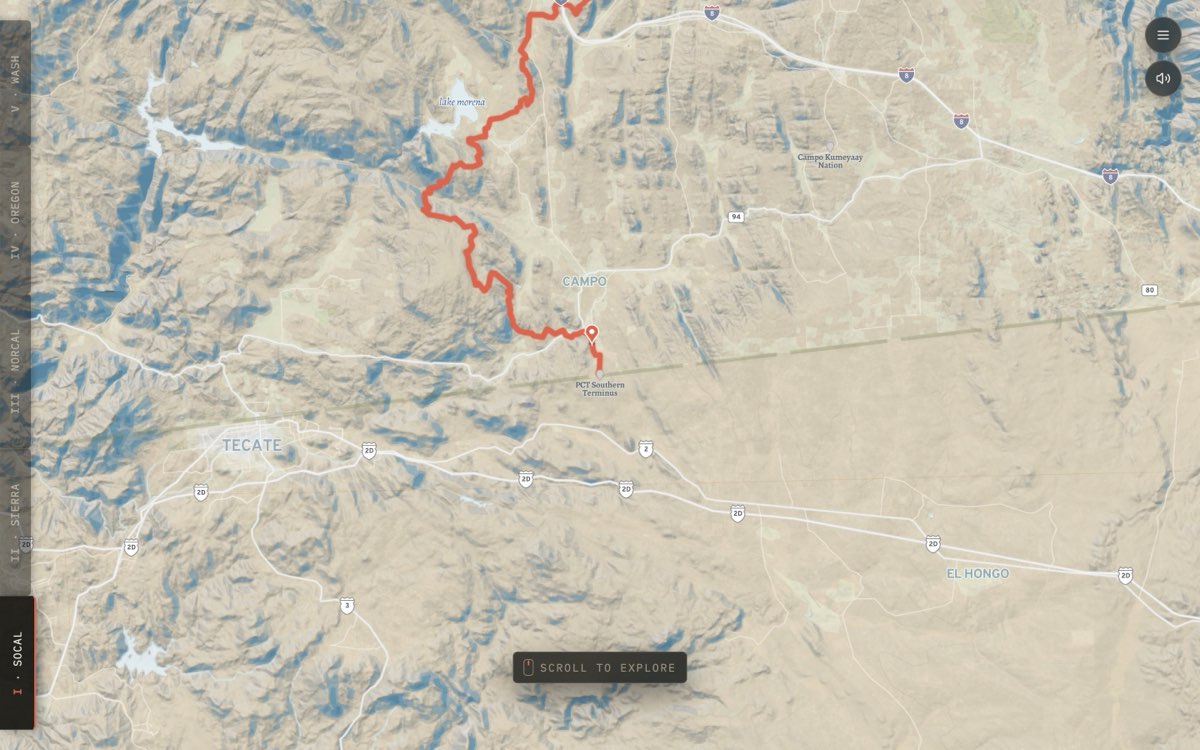 8
8
8
8
8
lake morena
Campo Kumeyaay
Nation
94
CAMPO
80
PCT Southern
Terminus
TECATE
2D
2
2D
2D
2D
2D
2D
2D
2D
2D
EL HONGO
3
V · WASH
IV · OREGON
III · NORCAL
II · SIERRA
I · SOCAL
SCROLL TO EXPLORE